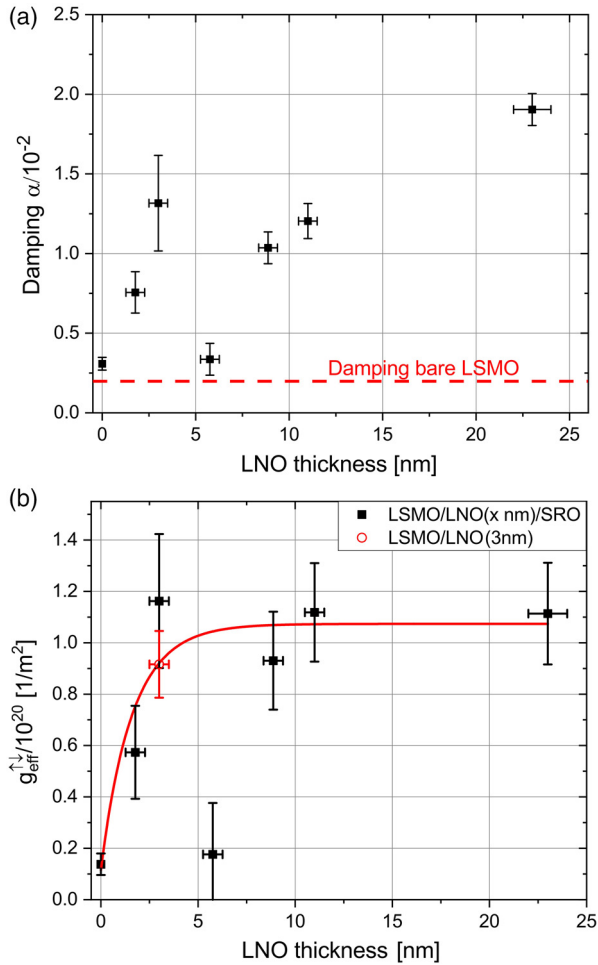 (a)
2.5
2.0
1.5
1.0
0.5
0.0
Damping α/10⁻²
Damping bare LSMO
0 5 10 15 20 25
LNO thickness [nm]
(b)
LSMO/LNO(x nm)/SRO
LSMO/LNO(3nm)
1.4
1.2
1.0
0.8
0.6
0.4
0.2
0.0
g↑↓eff/10²⁰ [1/m²]
0 5 10 15 20 25
LNO thickness [nm]